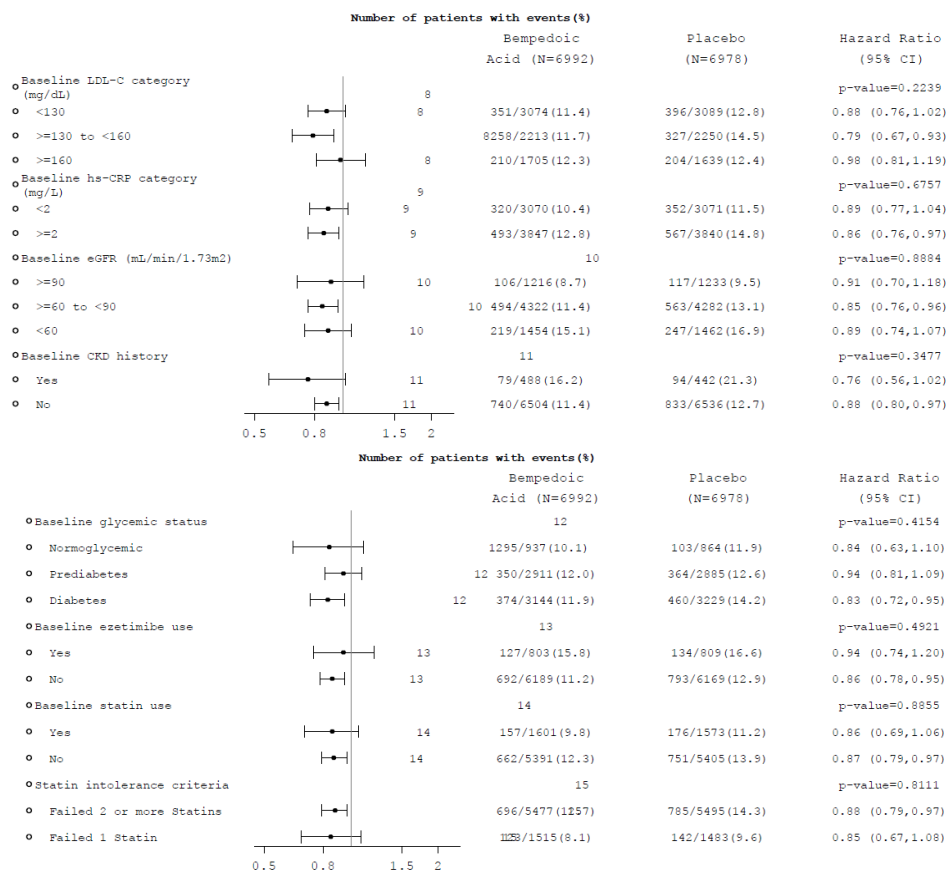 Number of patients with events(%)
Bempedoic Placebo Hazard Ratio
Acid (N=6992) (N=6978) (95% CI)
Baseline LDL-C category p-value=0.2239
(mg/dL) 8
<130 8 351/3074(11.4) 396/3089(12.8) 0.88 (0.76,1.02)
>=130 to <160 8258/2213(11.7) 327/2250(14.5) 0.79 (0.67,0.93)
>=160 8 210/1705(12.3) 204/1639(12.4) 0.98 (0.81,1.19)
Baseline hs-CRP category p-value=0.6757
(mg/L) 9
<2 9 320/3070(10.4) 352/3071(11.5) 0.89 (0.77,1.04)
>=2 9 493/3847(12.8) 567/3840(14.8) 0.86 (0.76,0.97)
Baseline eGFR (mL/min/1.73m2) 10 p-value=0.8884
>=90 10 106/1216(8.7) 117/1233(9.5) 0.91 (0.70,1.18)
>=60 to <90 10 494/4322(11.4) 563/4282(13.1) 0.85 (0.76,0.96)
<60 10 219/1454(15.1) 247/1462(16.9) 0.89 (0.74,1.07)
Baseline CKD history 11 p-value=0.3477
Yes 11 79/488(16.2) 94/442(21.3) 0.76 (0.56,1.02)
No 11 740/6504(11.4) 833/6536(12.7) 0.88 (0.80,0.97)
0.5 0.8 1.5 2
Number of patients with events(%)
Bempedoic Placebo Hazard Ratio
Acid (N=6992) (N=6978) (95% CI)
Baseline glycemic status 12 p-value=0.4154
Normoglycemic 1295/937(10.1) 103/864(11.9) 0.84 (0.63,1.10)
Prediabetes 12 350/2911(12.0) 364/2885(12.6) 0.94 (0.81,1.09)
Diabetes 12 374/3144(11.9) 460/3229(14.2) 0.83 (0.72,0.95)
Baseline ezetimibe use 13 p-value=0.4921
Yes 13 127/803(15.8) 134/809(16.6) 0.94 (0.74,1.20)
No 13 692/6189(11.2) 793/6169(12.9) 0.86 (0.78,0.95)
Baseline statin use 14 p-value=0.8855
Yes 14 157/1601(9.8) 176/1573(11.2) 0.86 (0.69,1.06)
No 14 662/5391(12.3) 751/5405(13.9) 0.87 (0.79,0.97)
Statin intolerance criteria 15 p-value=0.8111
Failed 2 or more Statins 696/5477 785/5495(14.3) 0.88 (0.79,0.97)
Failed 1 Statin /1515(8.1) 142/1483(9.6) 0.85 (0.67,1.08)
0.5 0.8 1.5 2